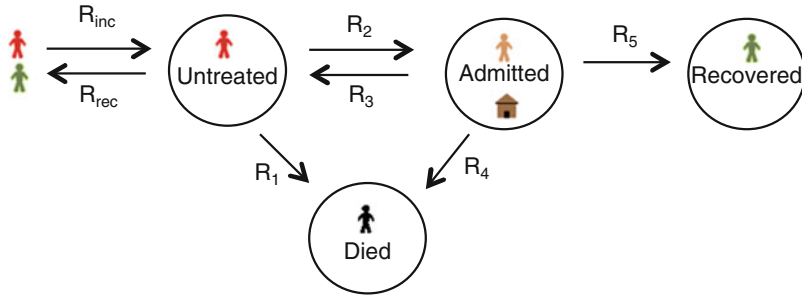 R_inc
R_rec
Untreated
R_2
R_3
Admitted
R_5
Recovered
R_1
R_4
Died